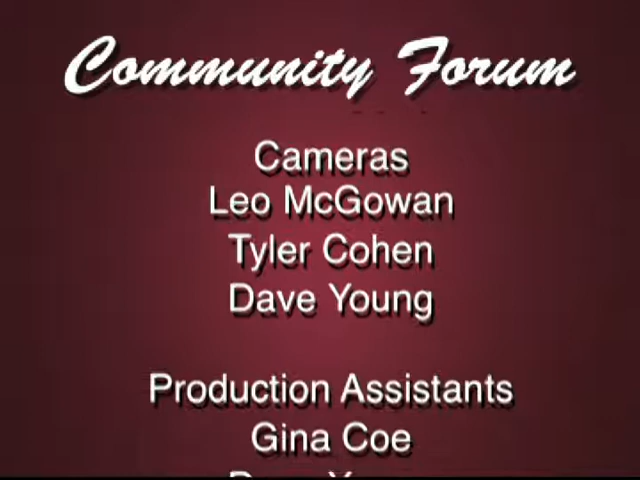 Community Forum
Cameras
Leo McGowan
Tyler Cohen
Dave Young
Production Assistants
Gina Coe